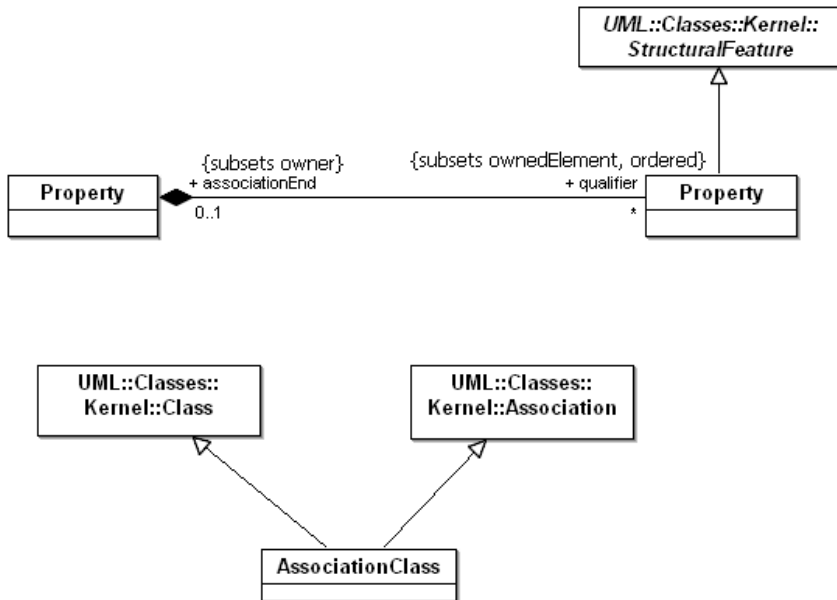 UML::Classes::Kernel::
StructuralFeature
{subsets owner}
{subsets ownedElement, ordered}
Property
+ associationEnd
+ qualifier
Property
0..1
*
UML::Classes::
Kernel::Class
UML::Classes::
Kernel::Association
AssociationClass